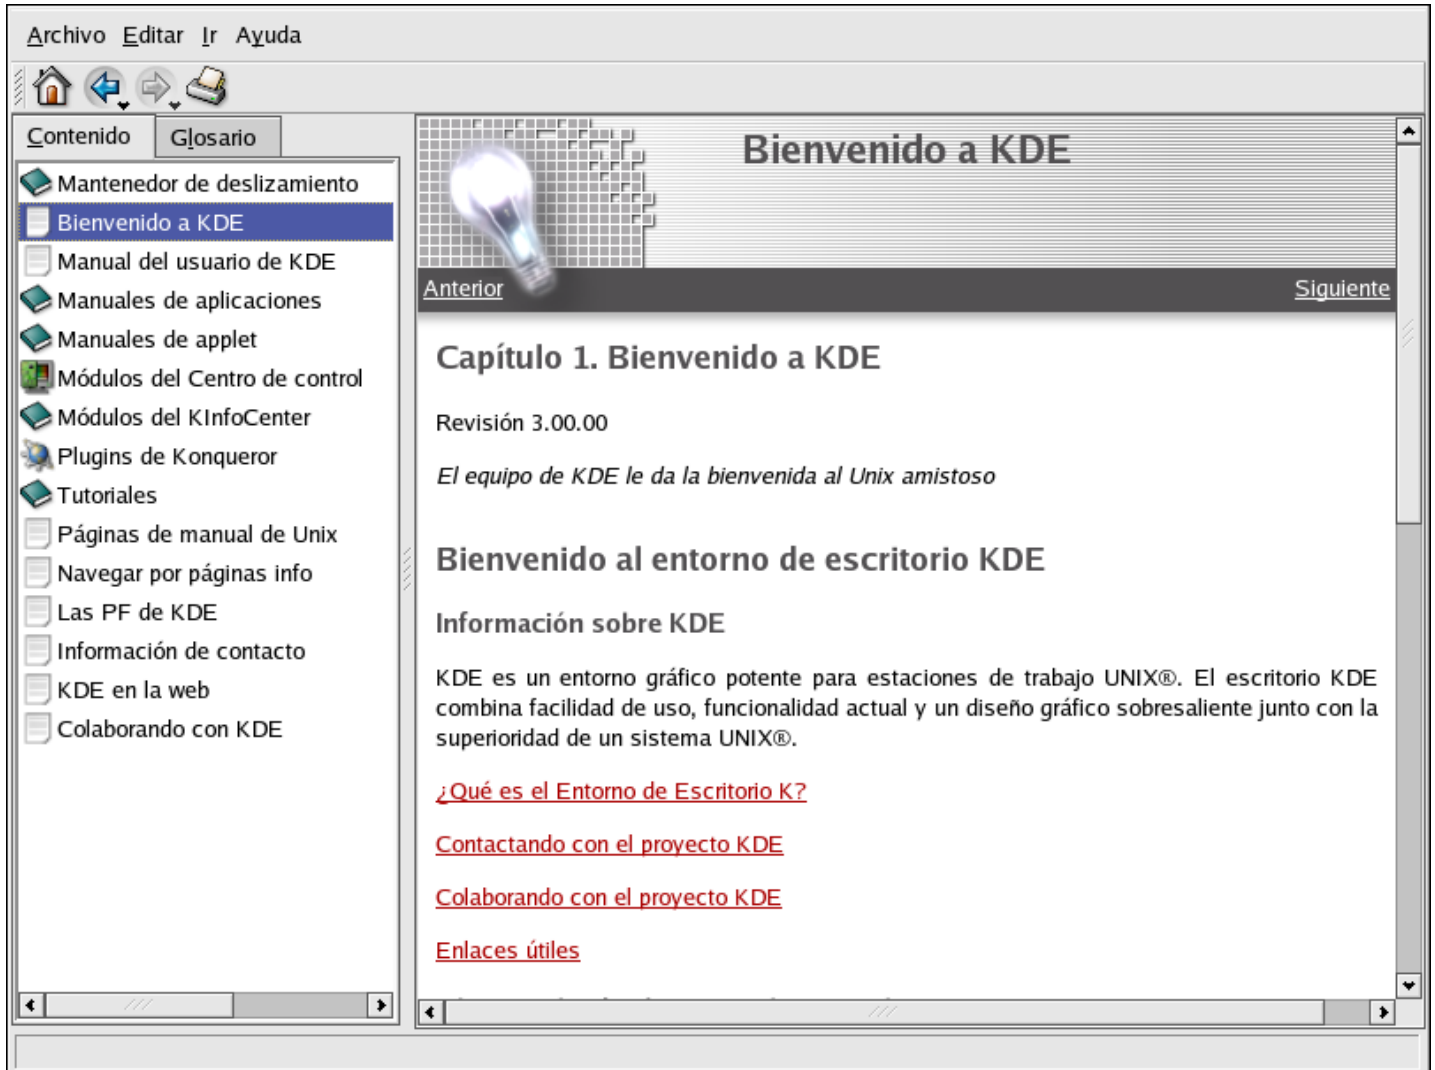 Archivo Editar Ir Ayuda
Contenido Glosario
Mantenedor de deslizamiento
Bienvenido a KDE
Manual del usuario de KDE
Manuales de aplicaciones
Manuales de applet
Módulos del Centro de control
Módulos del KInfoCenter
Plugins de Konqueror
Tutoriales
Páginas de manual de Unix
Navegar por páginas info
Las PF de KDE
Información de contacto
KDE en la web
Colaborando con KDE
Bienvenido a KDE
Anterior Siguiente
Capítulo 1. Bienvenido a KDE
Revisión 3.00.00
El equipo de KDE le da la bienvenida al Unix amistoso
Bienvenido al entorno de escritorio KDE
Información sobre KDE
KDE es un entorno gráfico potente para estaciones de trabajo UNIX®. El escritorio KDE
combina facilidad de uso, funcionalidad actual y un diseño gráfico sobresaliente junto con la
superioridad de un sistema UNIX®.
¿Qué es el Entorno de Escritorio K?
Contactando con el proyecto KDE
Colaborando con el proyecto KDE
Enlaces útiles